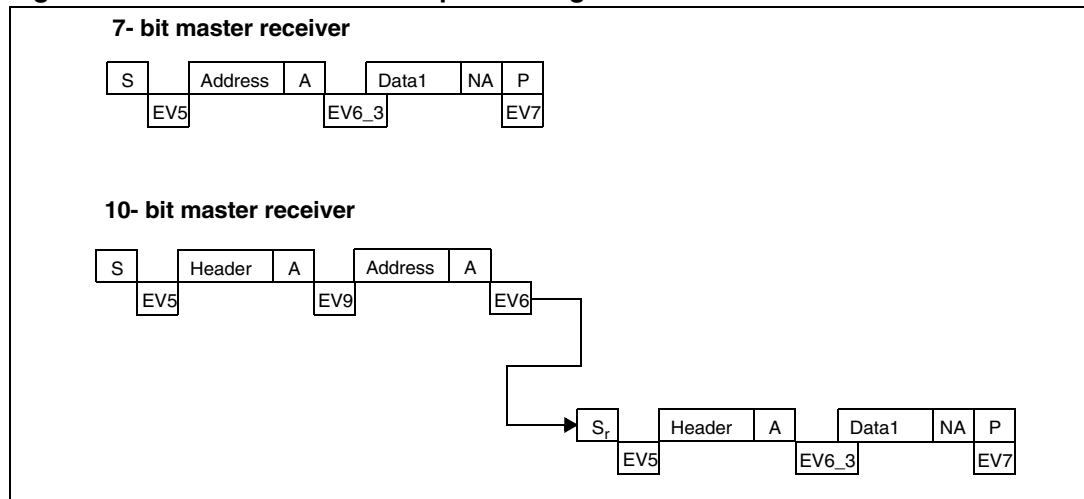 7- bit master receiver
S Address A Data1 NA P
EV5 EV6_3 EV7
10- bit master receiver
S Header A Address A
EV5 EV9 EV6
Sr Header A Data1 NA P
EV5 EV6_3 EV7